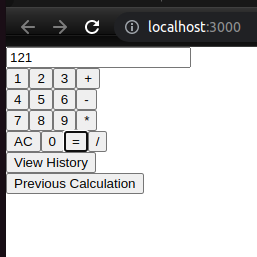 localhost:3000
121
1 2 3 +
4 5 6 -
7 8 9 *
AC 0 = /
View History
Previous Calculation